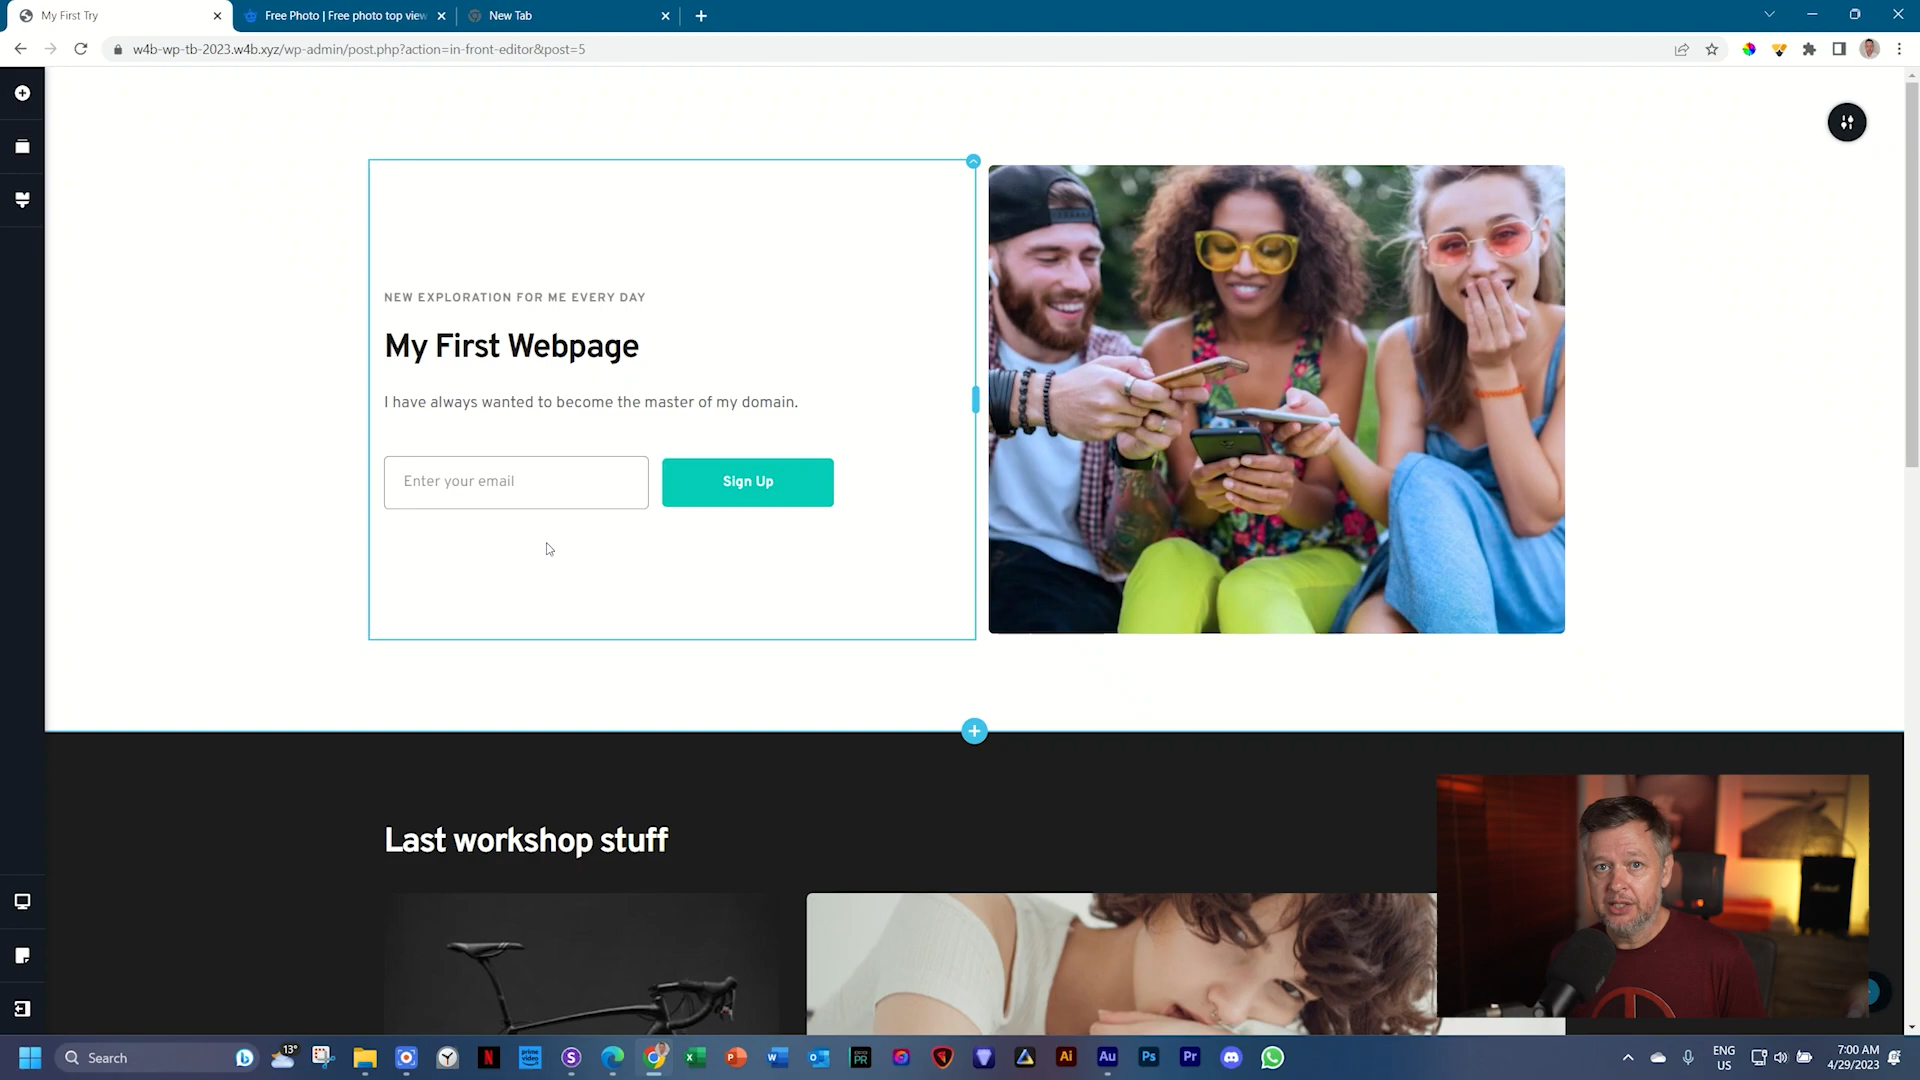 My First Try
Free Photo | Free photo top view
New Tab
w4b-wp-tb-2023.w4b.xyz/wp-admin/post.php?action=in-front-editor&post=5
NEW EXPLORATION FOR ME EVERY DAY
My First Webpage
I have always wanted to become the master of my domain.
Enter your email
Sign Up
Last workshop stuff
Search
13°
ENG
US
7:00 AM
4/29/2023